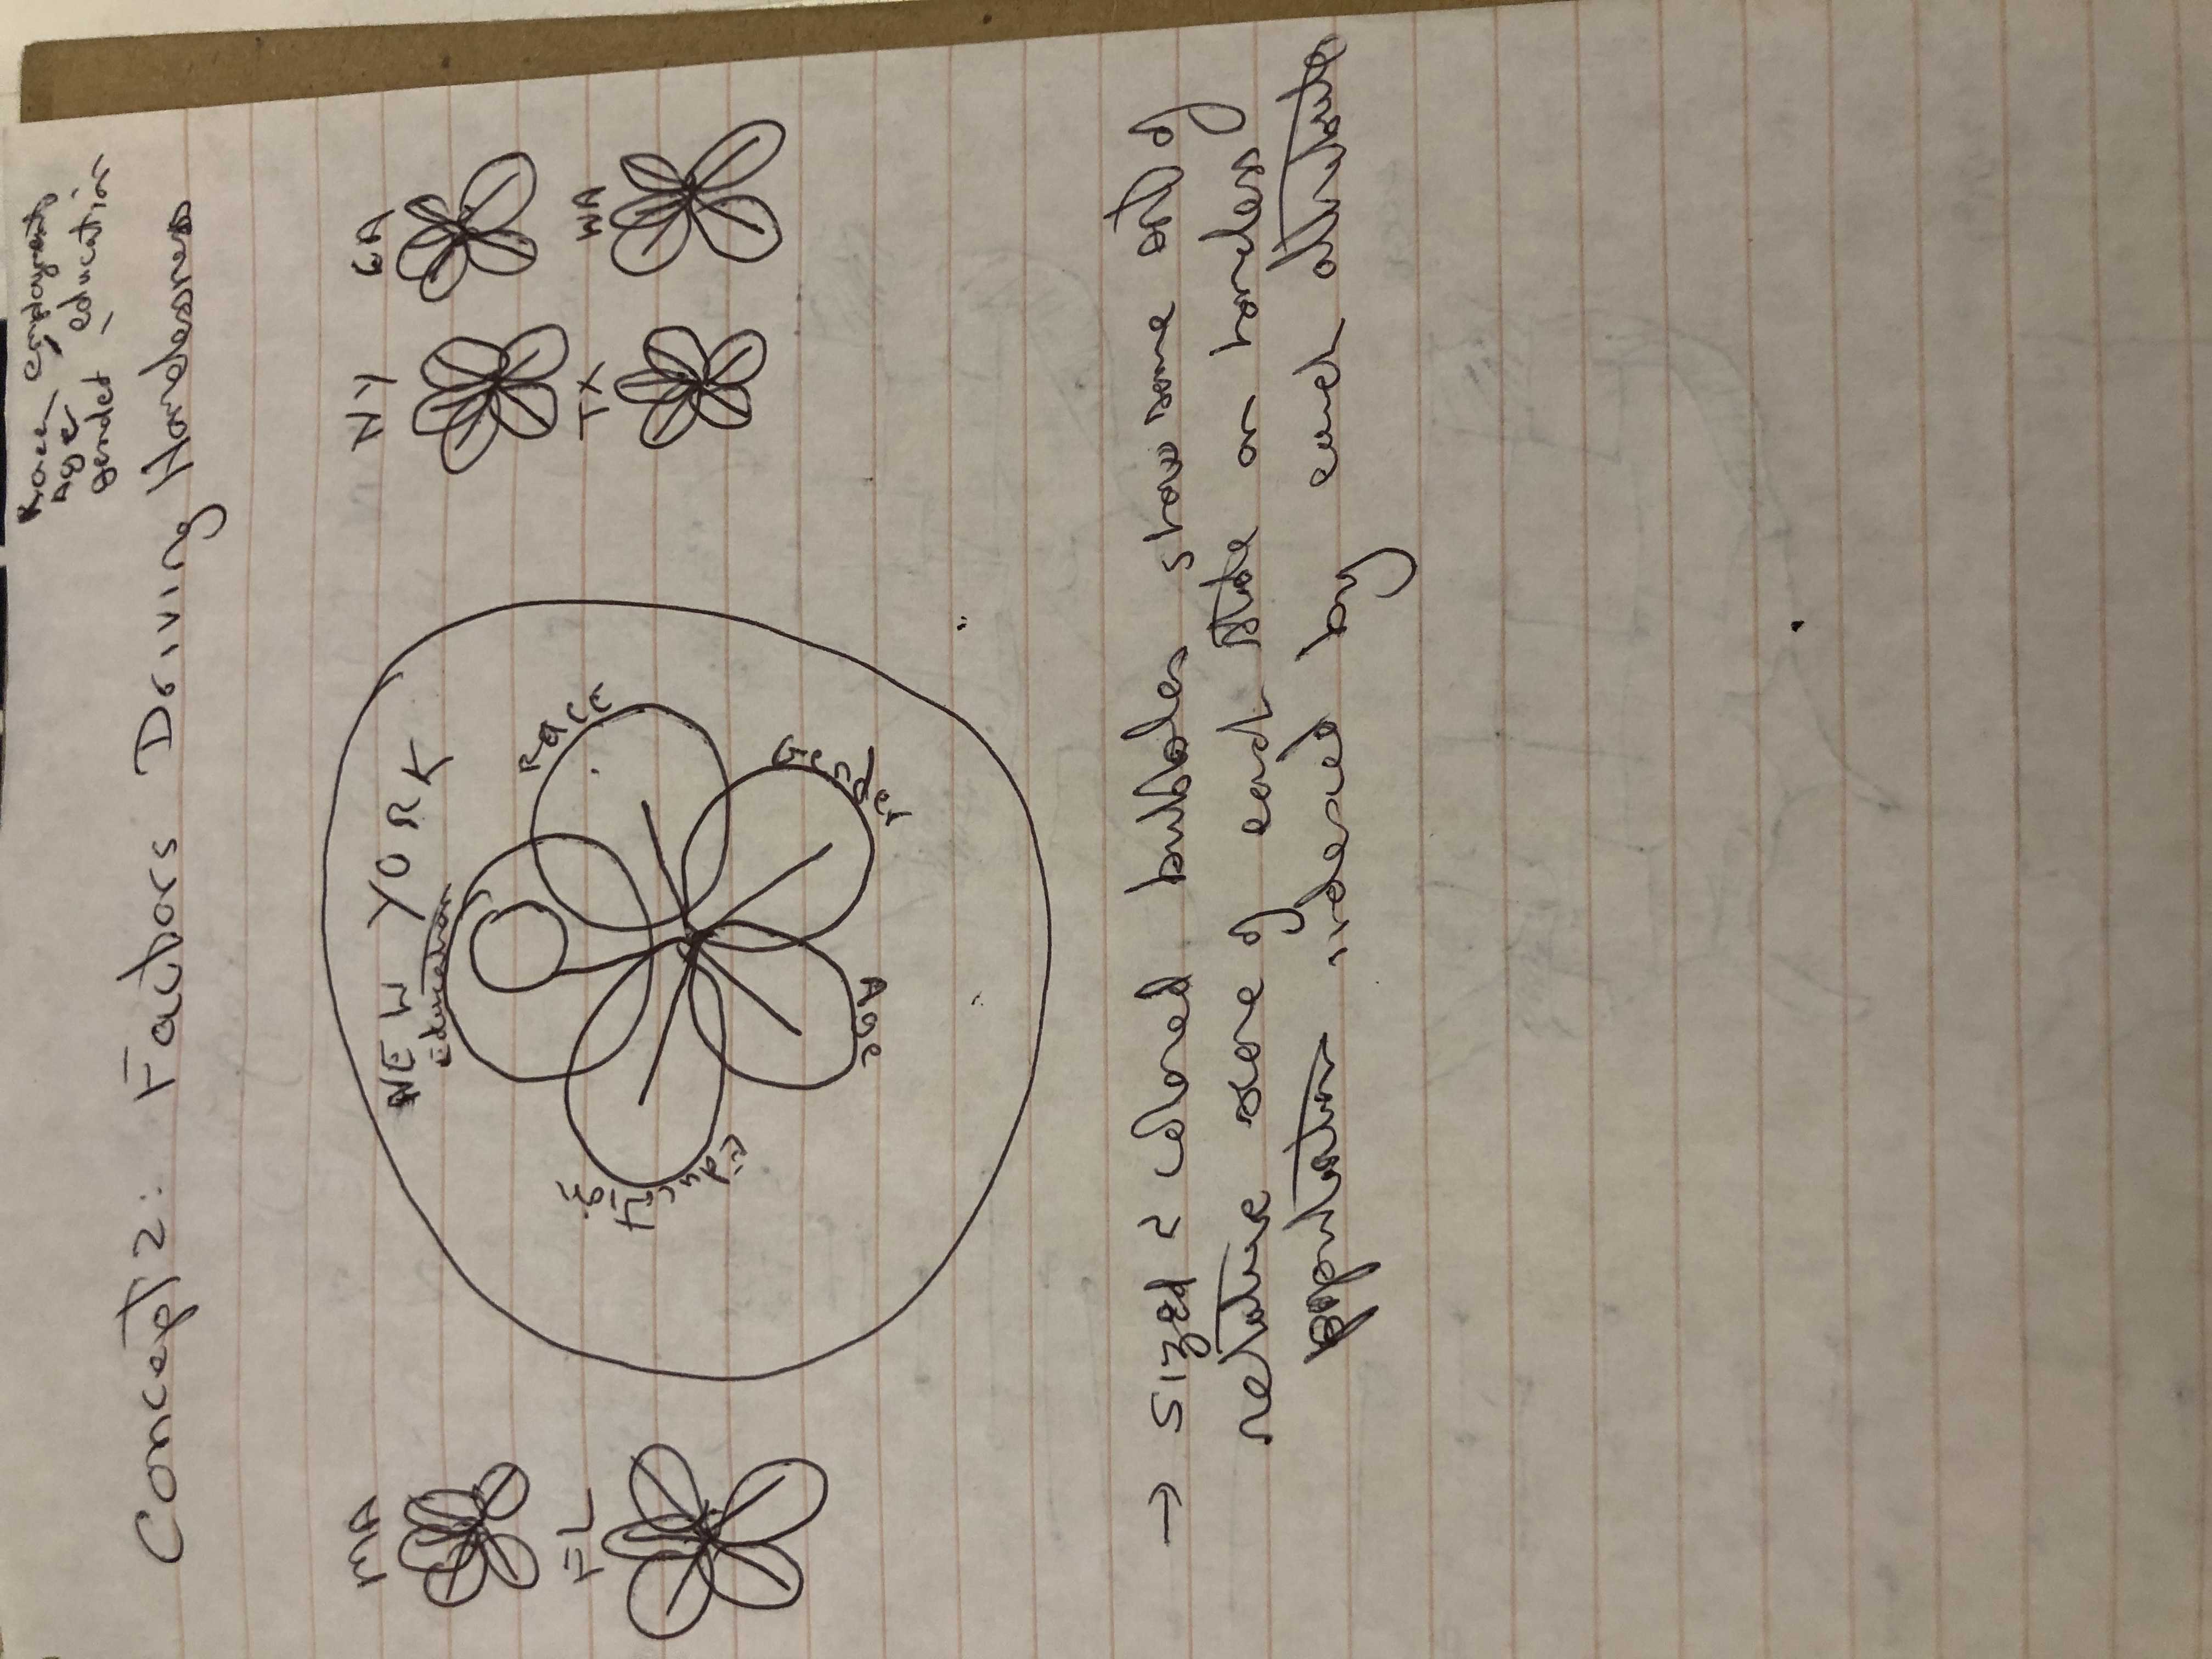 Race employment
Age education
gender
Concept 2: Factors Driving Homelessness
MA
FL
NEW YORK
education
RACE
Education
Gender
Age
NY
TX WA
→ sized & colored bubbles show some sort of
relative score of each state on homeless
population indexed by each attribute